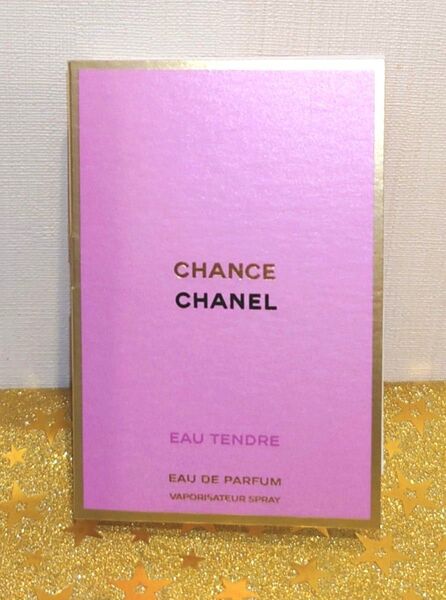 CHANCE
CHANEL
EAU TENDRE
EAU DE PARFUM
VAPORISATEUR SPRAY